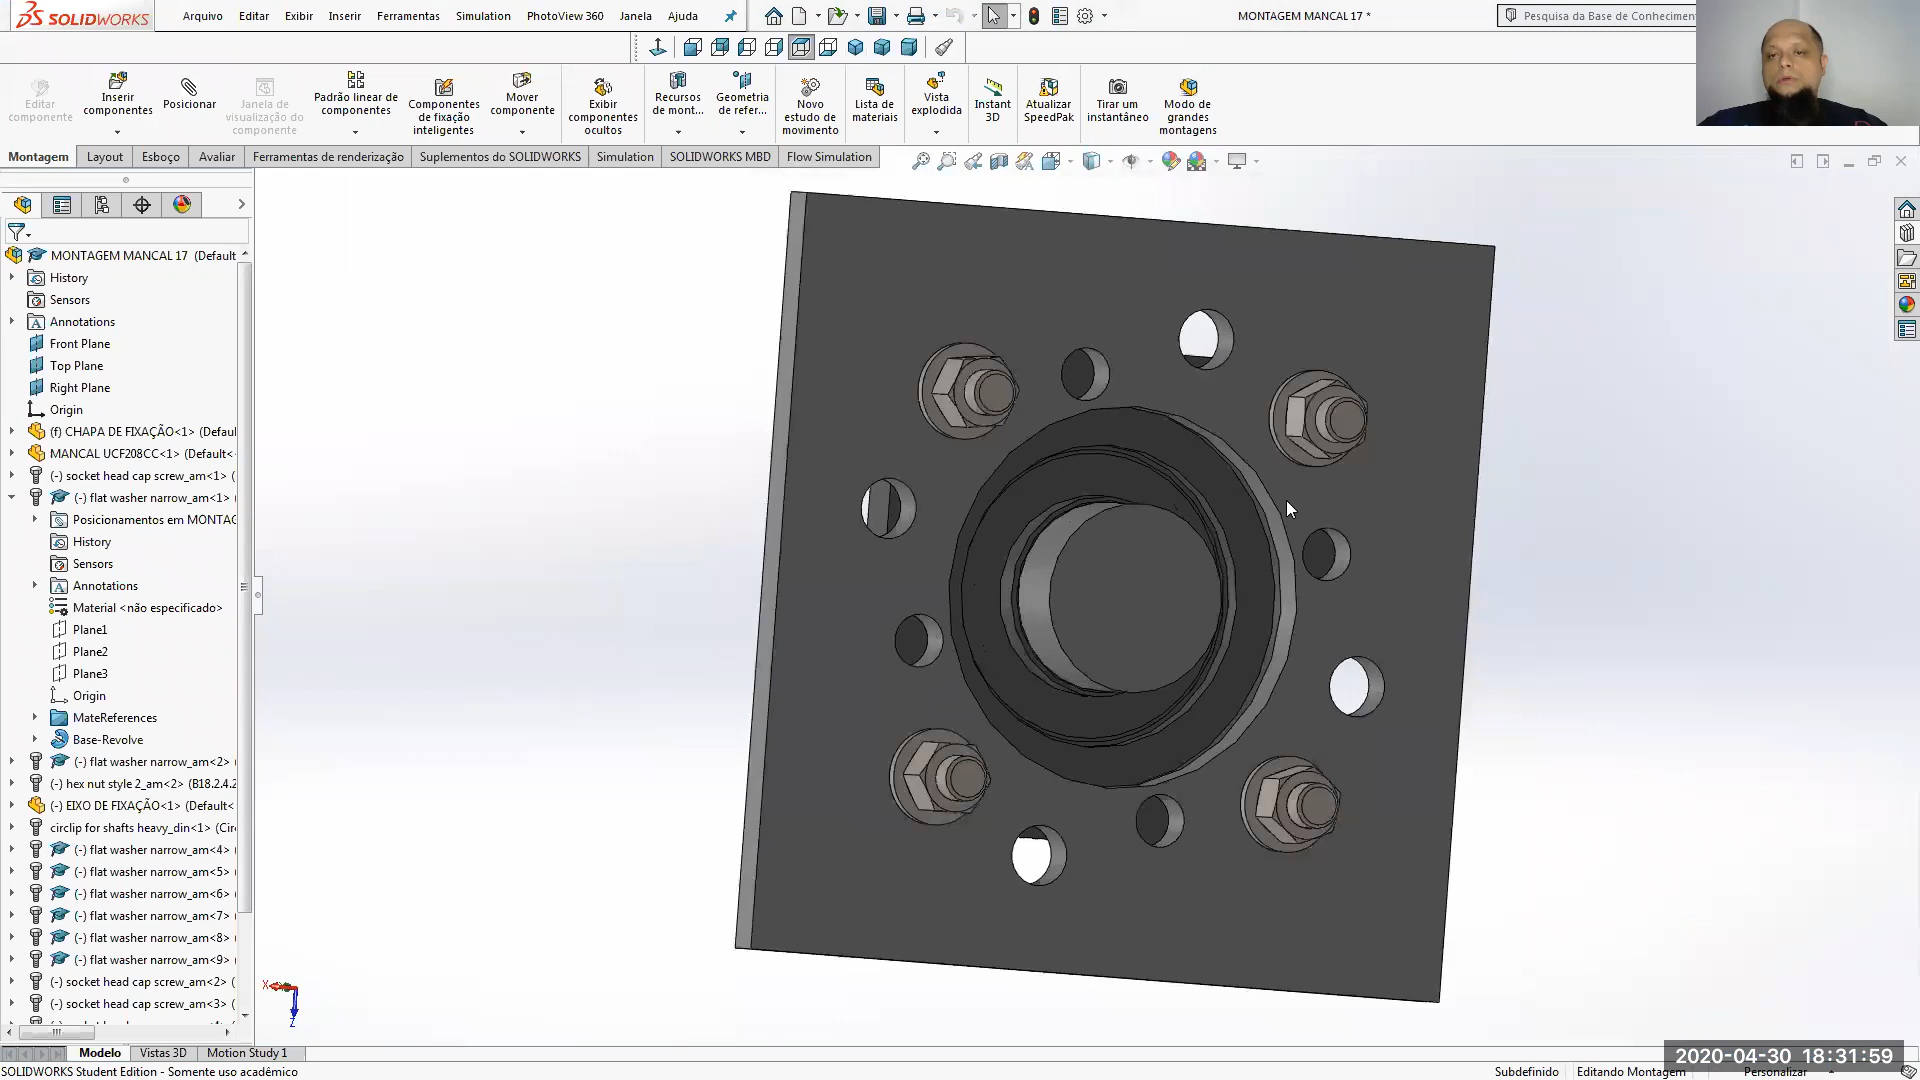 SOLIDWORKS
Arquivo Editar Exibir Inserir Ferramentas Simulation PhotoView 360 Janela Ajuda
MONTAGEM MANCAL 17 *
Pesquisa da Base de Conhecimen
Editar componente
Inserir componentes
Posicionar
Janela de visualização do componente
Padrão linear de componentes
Componentes de fixação inteligentes
Mover componente
Exibir componentes ocultos
Recursos de mont...
Geometria de refer...
Novo estudo de movimento
Lista de materiais
Vista explodida
Instant 3D
Atualizar SpeedPak
Tirar um instantâneo
Modo de grandes montagens
Montagem Layout Esboço Avaliar Ferramentas de renderização Suplementos do SOLIDWORKS Simulation SOLIDWORKS MBD Flow Simulation
MONTAGEM MANCAL 17 (Default
History
Sensors
Annotations
Front Plane
Top Plane
Right Plane
Origin
(f) CHAPA DE FIXAÇÃO<1> (Defaul
MANCAL UCF208CC<1> (Default<
(-) socket head cap screw_am<1> (
(-) flat washer narrow_am<1>
Posicionamentos em MONTAG
History
Sensors
Annotations
Material <não especificado>
Plane1
Plane2
Plane3
Origin
MateReferences
Base-Revolve
(-) flat washer narrow_am<2> (
(-) hex nut style 2_am<2> (B18.2.4.2
(-) EIXO DE FIXAÇÃO<1> (Default<
circlip for shafts heavy_din<1> (Cir
(-) flat washer narrow_am<4> (
(-) flat washer narrow_am<5> (
(-) flat washer narrow_am<6> (
(-) flat washer narrow_am<7> (
(-) flat washer narrow_am<8> (
(-) flat washer narrow_am<9> (
(-) socket head cap screw_am<2> (
(-) socket head cap screw_am<3> (
X
Z
Modelo Vistas 3D Motion Study 1
2020-04-30 18:31:59
SOLIDWORKS Student Edition - Somente uso acadêmico
Subdefinido Editando Montagem Personalizar